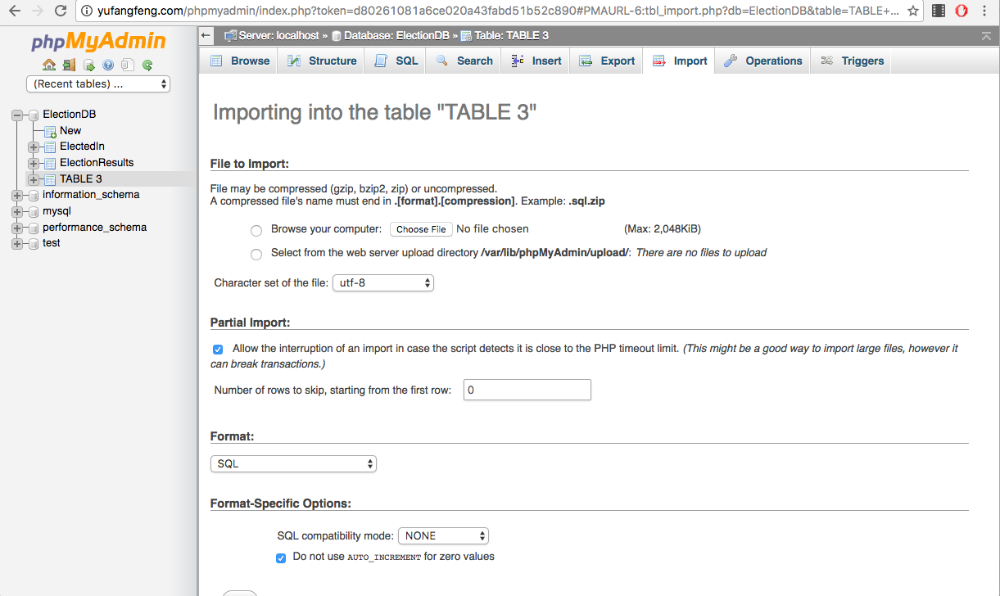 yufangfeng.com/phpmyadmin/index.php?token=d80261081a6ce020a43fabd51b52c890#PMAURL-6:tbl_import.php?db=ElectionDB&table=TABLE+...
phpMyAdmin
(Recent tables) ...
ElectionDB
New
ElectedIn
ElectionResults
TABLE 3
information_schema
mysql
performance_schema
test
Server: localhost » Database: ElectionDB » Table: TABLE 3
Browse Structure SQL Search Insert Export Import Operations Triggers
Importing into the table "TABLE 3"
File to Import:
File may be compressed (gzip, bzip2, zip) or uncompressed.
A compressed file's name must end in .[format].[compression]. Example: .sql.zip
Browse your computer: Choose File No file chosen (Max: 2,048KiB)
Select from the web server upload directory /var/lib/phpMyAdmin/upload/: There are no files to upload
Character set of the file: utf-8
Partial Import:
Allow the interruption of an import in case the script detects it is close to the PHP timeout limit. (This might be a good way to import large files, however it
can break transactions.)
Number of rows to skip, starting from the first row: 0
Format:
SQL
Format-Specific Options:
SQL compatibility mode: NONE
Do not use AUTO_INCREMENT for zero values